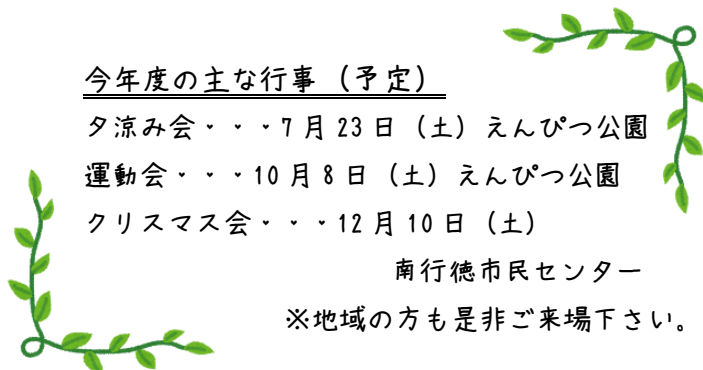 今年度の主な行事（予定）
夕涼み会・・・7月23日（土）えんぴつ公園
運動会・・・10月8日（土）えんぴつ公園
クリスマス会・・・12月10日（土）
南行徳市民センター
※地域の方も是非ご来場下さい。